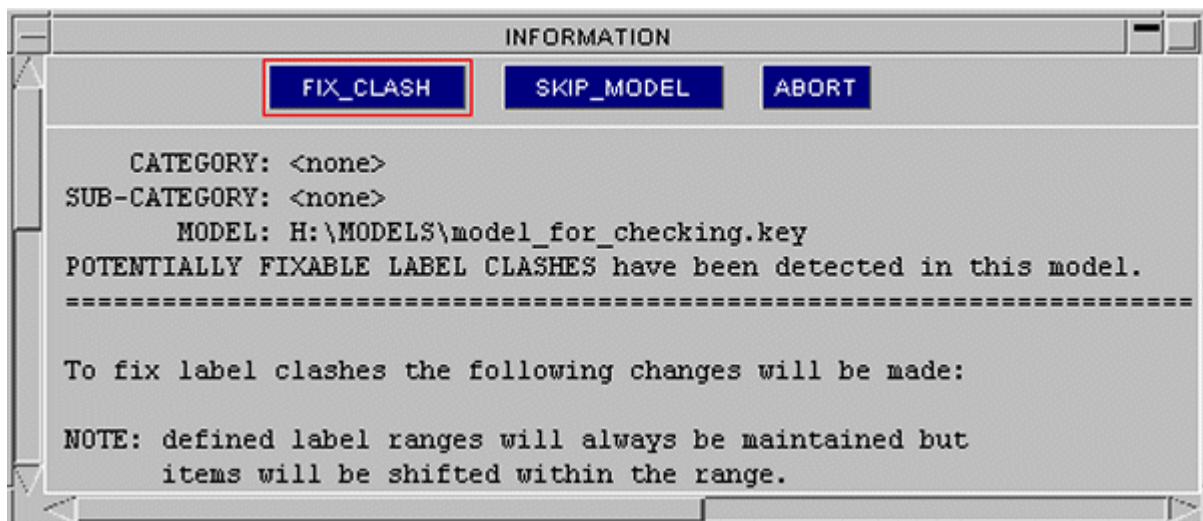 INFORMATION
FIX_CLASH SKIP_MODEL ABORT
CATEGORY: <none>
SUB-CATEGORY: <none>
MODEL: H:\MODELS\model_for_checking.key
POTENTIALLY FIXABLE LABEL CLASHES have been detected in this model.
======================================================================
To fix label clashes the following changes will be made:
NOTE: defined label ranges will always be maintained but
items will be shifted within the range.